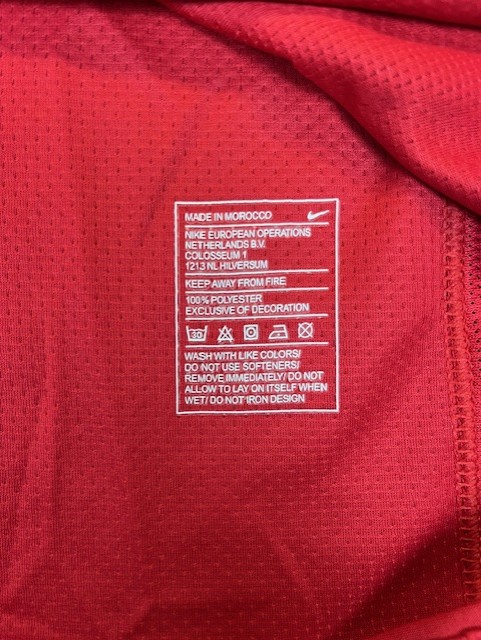 MADE IN MOROCCO
NIKE EUROPEAN OPERATIONS
NETHERLANDS B.V.
COLOSSEUM 1
1213 NL HILVERSUM
KEEP AWAY FROM FIRE
100% POLYESTER
EXCLUSIVE OF DECORATION
30
WASH WITH LIKE COLORS/
DO NOT USE SOFTENERS/
REMOVE IMMEDIATELY/ DO NOT
ALLOW TO LAY ON ITSELF WHEN
WET/ DO NOT IRON DESIGN